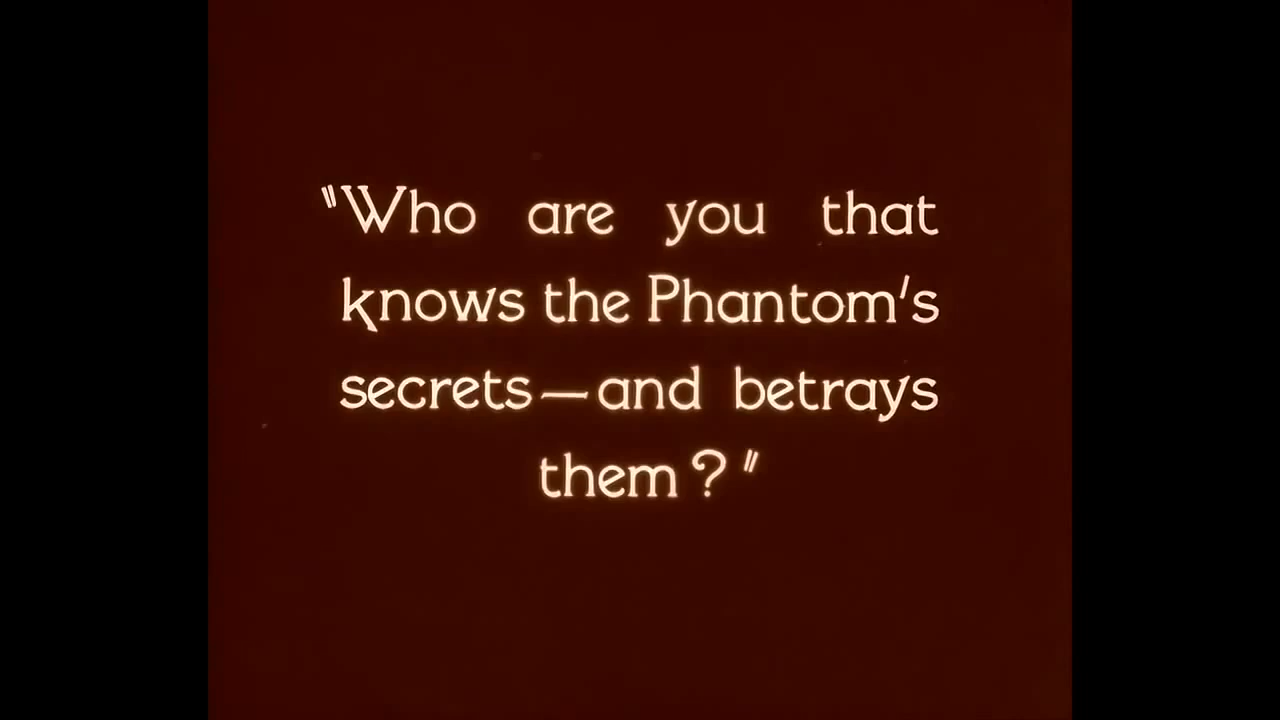 "Who are you that
knows the Phantom's
secrets—and betrays
them?"